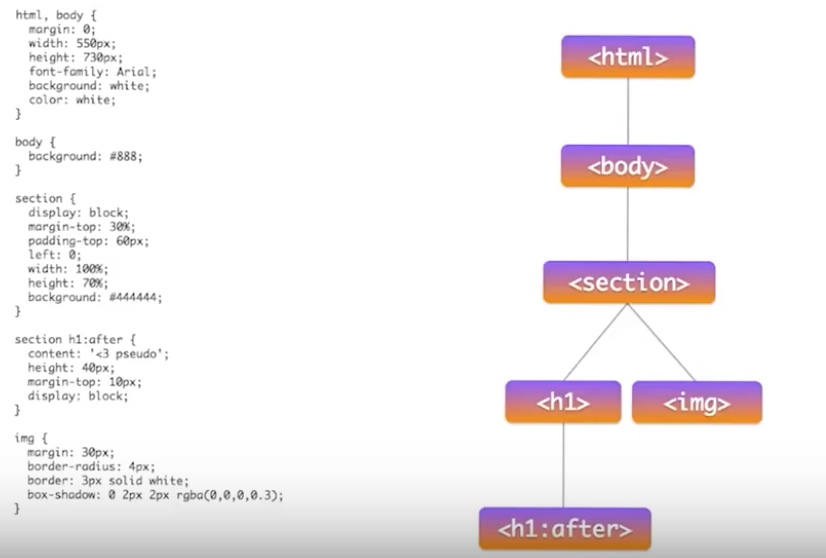 html, body {
margin: 0;
width: 550px;
height: 730px;
font-family: Arial;
background: white;
color: white;
}
body {
background: #888;
}
section {
display: block;
margin-top: 30%;
padding-top: 60px;
left: 0;
width: 100%;
height: 70%;
background: #444444;
}
section h1:after {
content: '<3 pseudo';
height: 40px;
margin-top: 10px;
display: block;
}
img {
margin: 30px;
border-radius: 4px;
border: 3px solid white;
box-shadow: 0 2px 2px rgba(0,0,0,0.3);
}
<html>
<body>
<section>
<h1> <img>
<h1:after>